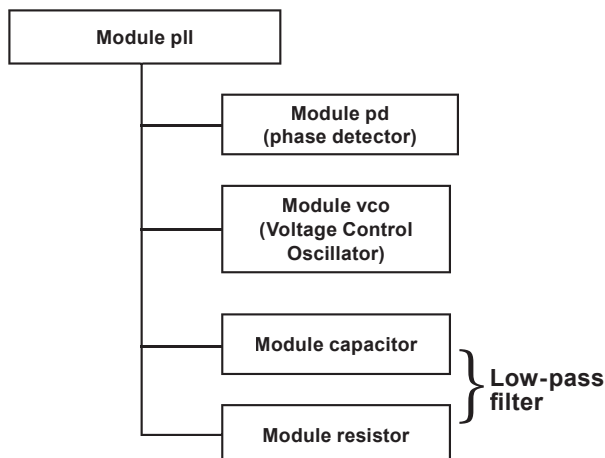 Module pll
Module pd
(phase detector)
Module vco
(Voltage Control
Oscillator)
Module capacitor
Low-pass
filter
Module resistor